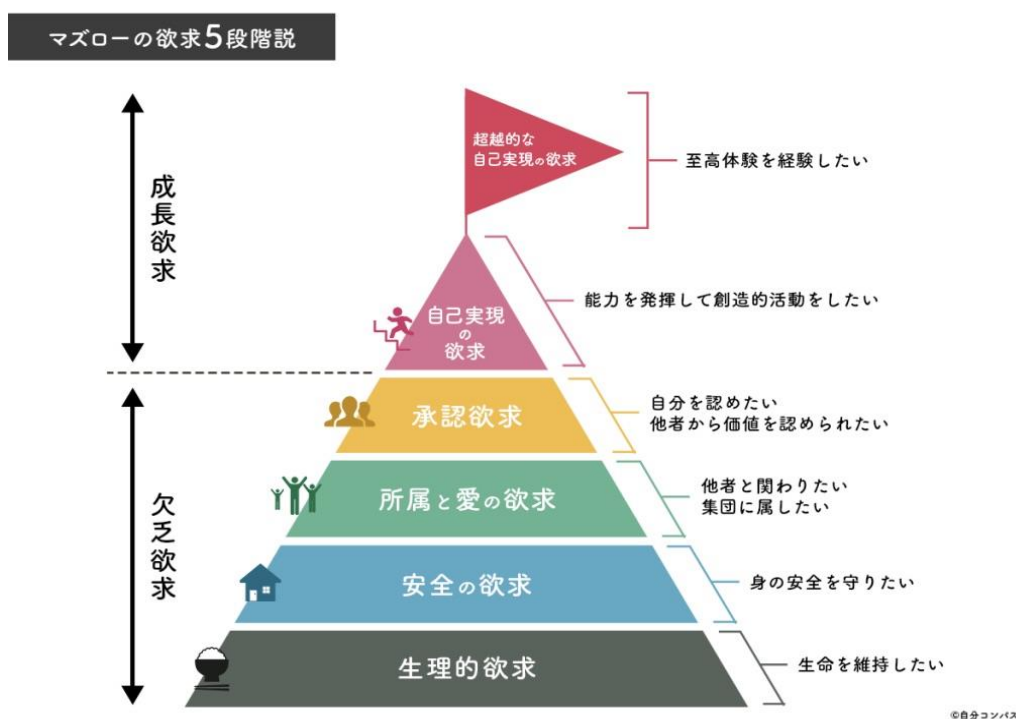 マズローの欲求5段階説
成長欲求
超越的な
自己実現の欲求
至高体験を経験したい
自己実現
の
欲求
能力を発揮して創造的活動をしたい
欠乏欲求
承認欲求
自分を認めたい
他者から価値を認められたい
所属と愛の欲求
他者と関わりたい
集団に属したい
安全の欲求
身の安全を守りたい
生理的欲求
生命を維持したい
©自分コンパス